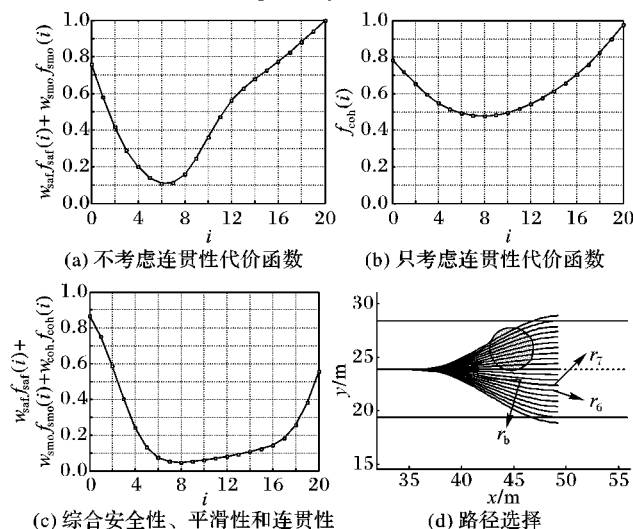 1.0
0.8
0.6
0.4
0.2
0.0
w_saf f_saf(i)+ w_smo f_smo(i)
0 4 8 12 16 20
i
(a) 不考虑连贯性代价函数
1.0
0.8
0.6
0.4
0.2
0.0
f_coh(i)
0 4 8 12 16 20
i
(b) 只考虑连贯性代价函数
1.0
0.8
0.6
0.4
0.2
0.0
w_saf f_saf(i)+
w_smo f_smo(i)+w_coh f_coh(i)
0 4 8 12 16 20
i
(c) 综合安全性、平滑性和连贯性
30
25
20
15
y/m
r_7
r_6
r_b
35 40 45 50 55
x/m
(d) 路径选择